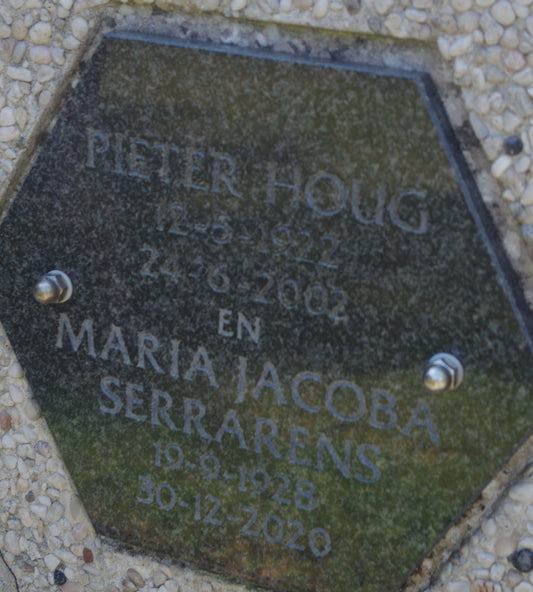 PIETER HOUG
12-5-1922
24-6-2002
EN
MARIA JACOBA
SERRARENS
19-9-1928
30-12-2020